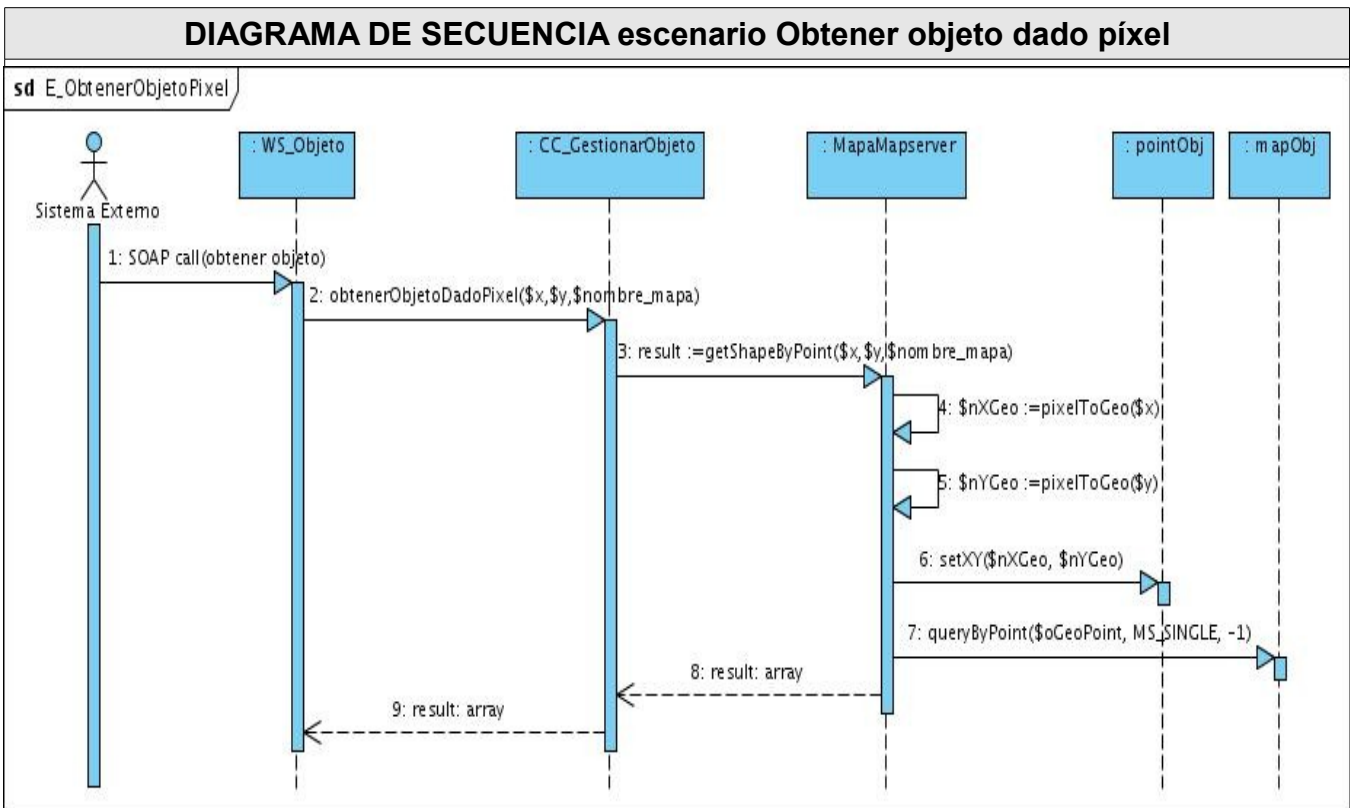 DIAGRAMA DE SECUENCIA escenario Obtener objeto dado píxel
sd E_ObtenerObjetoPixel
: WS_Objeto
: CC_GestionarObjeto
: MapaMapserver
: pointObj
: mapObj
Sistema Externo
1: SOAP call(obtener objeto)
2: obtenerObjetoDadoPixel($x,$y,$nombre_mapa)
3: result :=getShapeByPoint($x,$y,$nombre_mapa)
4: $nXGeo :=pixelToGeo($x)
5: $nYGeo :=pixelToGeo($y)
6: setXY($nXGeo, $nYGeo)
7: queryByPoint($oGeoPoint, MS_SINGLE, -1)
8: result: array
9: result: array